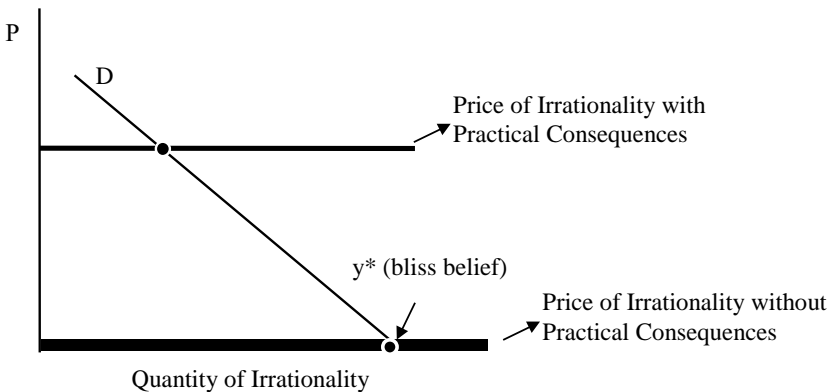 P
D
Price of Irrationality with
Practical Consequences
y* (bliss belief)
Price of Irrationality without
Practical Consequences
Quantity of Irrationality